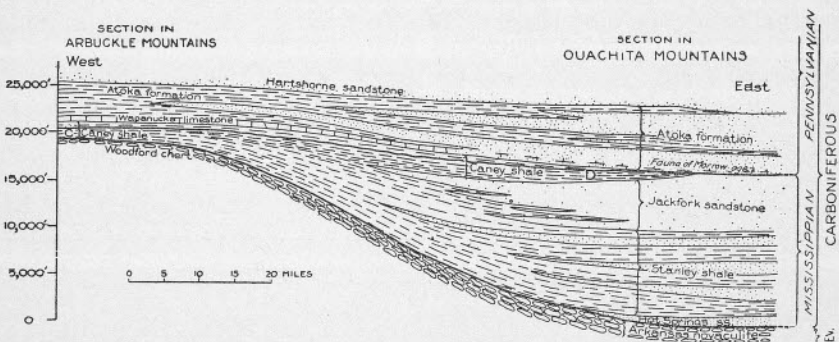 SECTION IN
ARBUCKLE MOUNTAINS
West
SECTION IN
OUACHITA MOUNTAINS
East
25,000'
20,000'
15,000'
10,000'
5,000'
0
Hartshorne sandstone
Atoka formation
Wapanucka limestone
C
Caney shale
Woodford chert
Atoka formation
Fauna of Morrow age
Caney shale
D
Jackfork sandstone
Stanley shale
Hot Springs ss.
Arkansas novaculite
0 5 10 15 20 MILES
PENNSYLVANIAN
MISSISSIPPIAN
CARBONIFEROUS